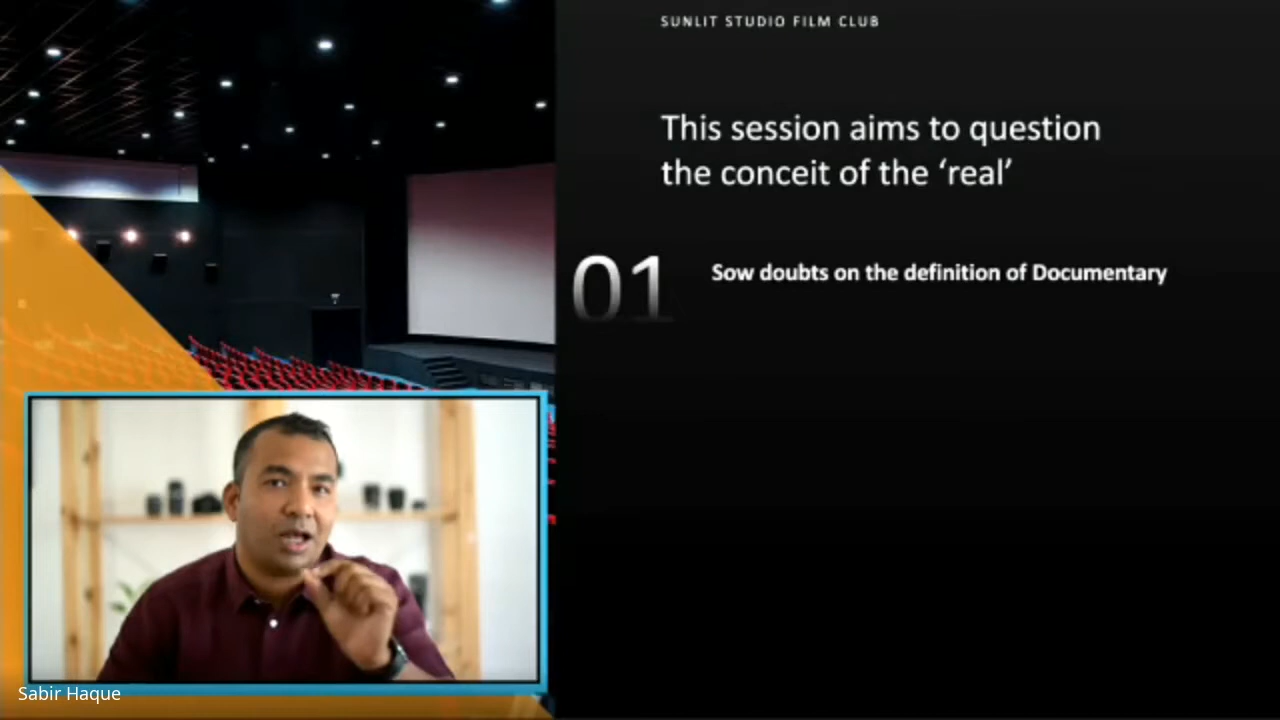 SUNLIT STUDIO FILM CLUB
This session aims to question
the conceit of the ‘real’
01
Sow doubts on the definition of Documentary
Sabir Haque